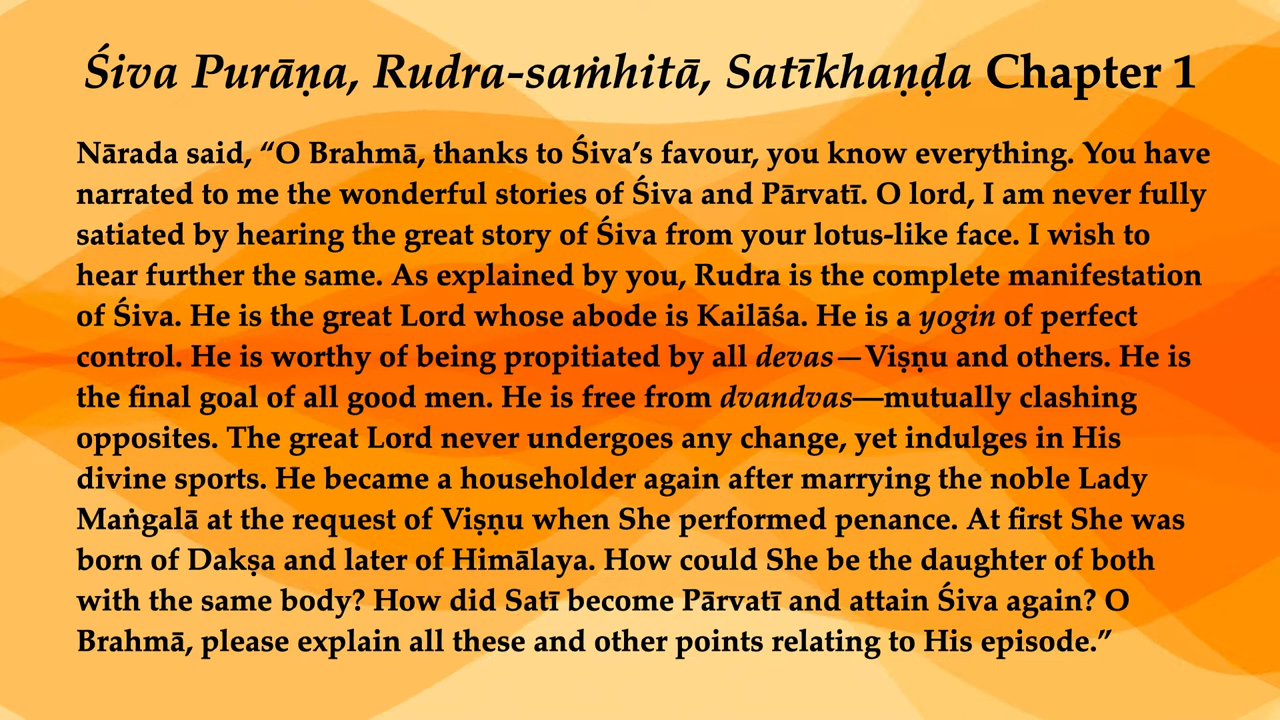 Śiva Purāṇa, Rudra-saṁhitā, Satīkhaṇḍa Chapter 1
Nārada said, “O Brahmā, thanks to Śiva’s favour, you know everything. You have
narrated to me the wonderful stories of Śiva and Pārvatī. O lord, I am never fully
satiated by hearing the great story of Śiva from your lotus-like face. I wish to
hear further the same. As explained by you, Rudra is the complete manifestation
of Śiva. He is the great Lord whose abode is Kailāśa. He is a yogin of perfect
control. He is worthy of being propitiated by all devas—Viṣṇu and others. He is
the final goal of all good men. He is free from dvandvas—mutually clashing
opposites. The great Lord never undergoes any change, yet indulges in His
divine sports. He became a householder again after marrying the noble Lady
Maṅgalā at the request of Viṣṇu when She performed penance. At first She was
born of Dakṣa and later of Himālaya. How could She be the daughter of both
with the same body? How did Satī become Pārvatī and attain Śiva again? O
Brahmā, please explain all these and other points relating to His episode.”